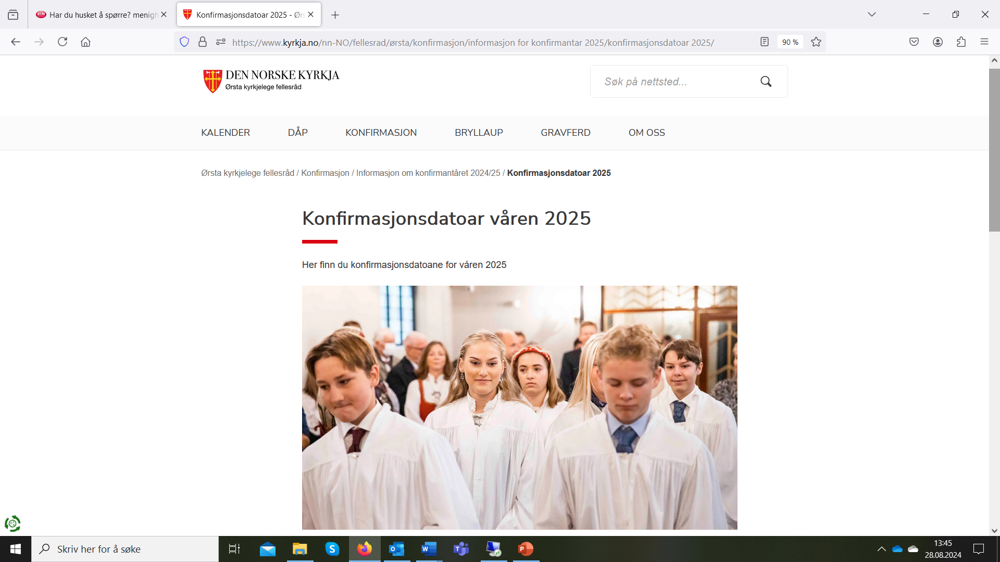 Har du husket å spørre? menigh
Konfirmasjonsdatoar 2025 - Ørs
https://www.kyrkja.no/nn-NO/fellesrad/ørsta/konfirmasjon/informasjon for konfirmantar 2025/konfirmasjonsdatoar 2025/
90 %
DEN NORSKE KYRKJA
Ørsta kyrkjelege fellesråd
Søk på nettsted...
KALENDER DÅP KONFIRMASJON BRYLLAUP GRAVFERD OM OSS
Ørsta kyrkjelege fellesråd / Konfirmasjon / Informasjon om konfirmantåret 2024/25 / Konfirmasjonsdatoar 2025
Konfirmasjonsdatoar våren 2025
Her finn du konfirmasjonsdatoane for våren 2025
Skriv her for å søke
13:45
28.08.2024